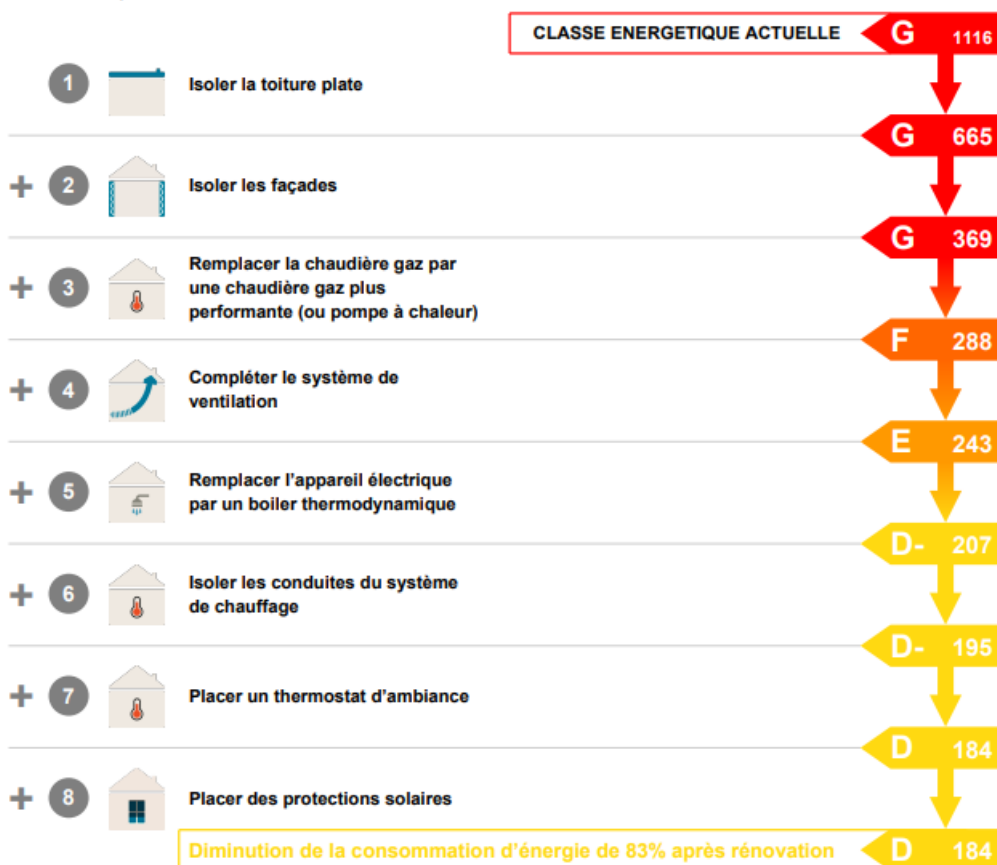 CLASSE ENERGETIQUE ACTUELLE G 1116
1 Isoler la toiture plate
G 665
+ 2 Isoler les façades
G 369
+ 3 Remplacer la chaudière gaz par
une chaudière gaz plus
performante (ou pompe à chaleur)
F 288
+ 4 Compléter le système de
ventilation
E 243
+ 5 Remplacer l'appareil électrique
par un boiler thermodynamique
D- 207
+ 6 Isoler les conduites du système
de chauffage
D- 195
+ 7 Placer un thermostat d'ambiance
D 184
+ 8 Placer des protections solaires
Diminution de la consommation d'énergie de 83% après rénovation D 184